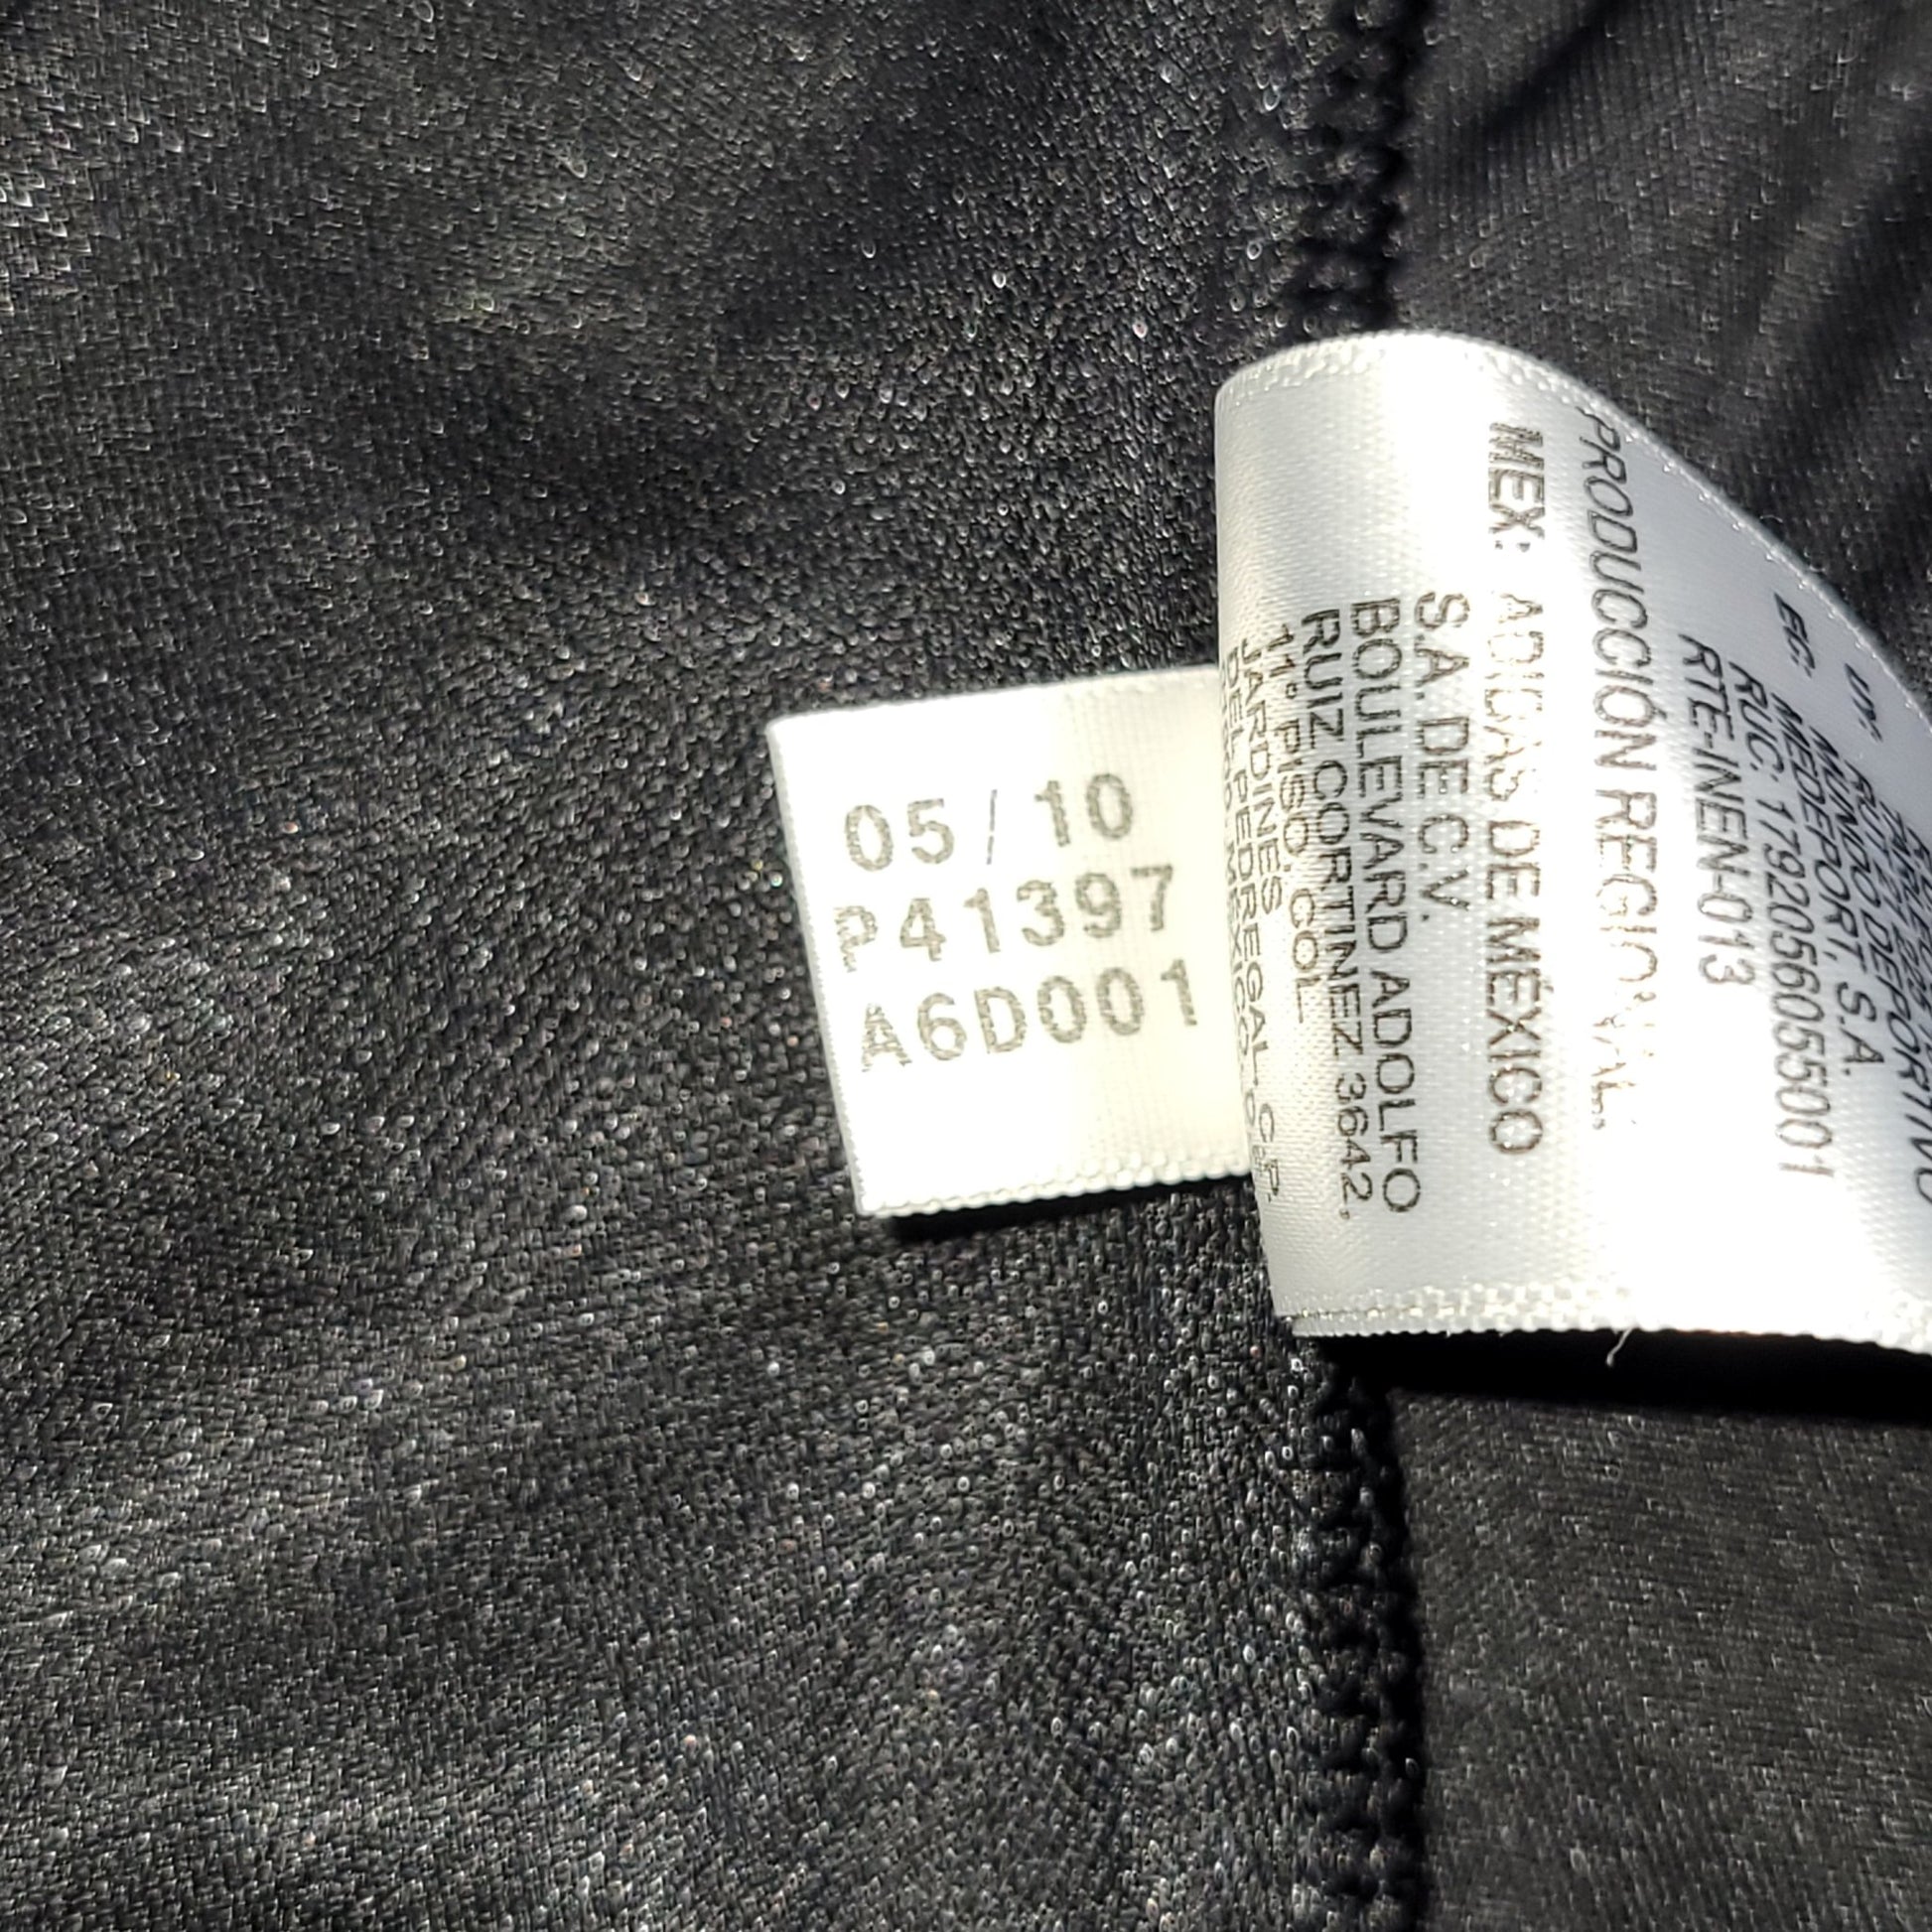 05/10
P41397
A6D001
MEDEPORT, S.A.
RUC: 1792056055001
RTE-INEN-013
PRODUCCIÓN REGIONAL.
MEX: ADIDAS DE MÉXICO
S.A. DE C.V.
BOULEVARD ADOLFO
RUIZ CORTINEZ 3642,
11° PISO COL.
JARDINES
DEL PEDREGAL C.P.